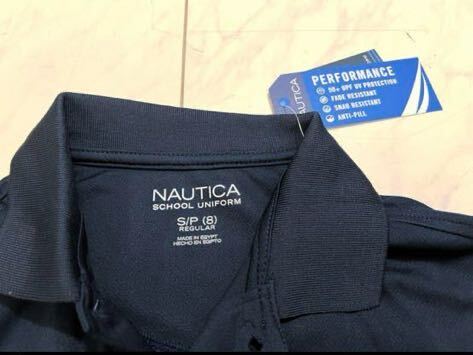 NAUTICA
SCHOOL UNIFORM
S/P (8)
REGULAR
MADE IN EGYPT
HECHO EN EGIPTO
NAUTICA
PERFORMANCE
50+ UPF UV PROTECTION
FADE RESISTANT
SNAG RESISTANT
ANTI-PILL